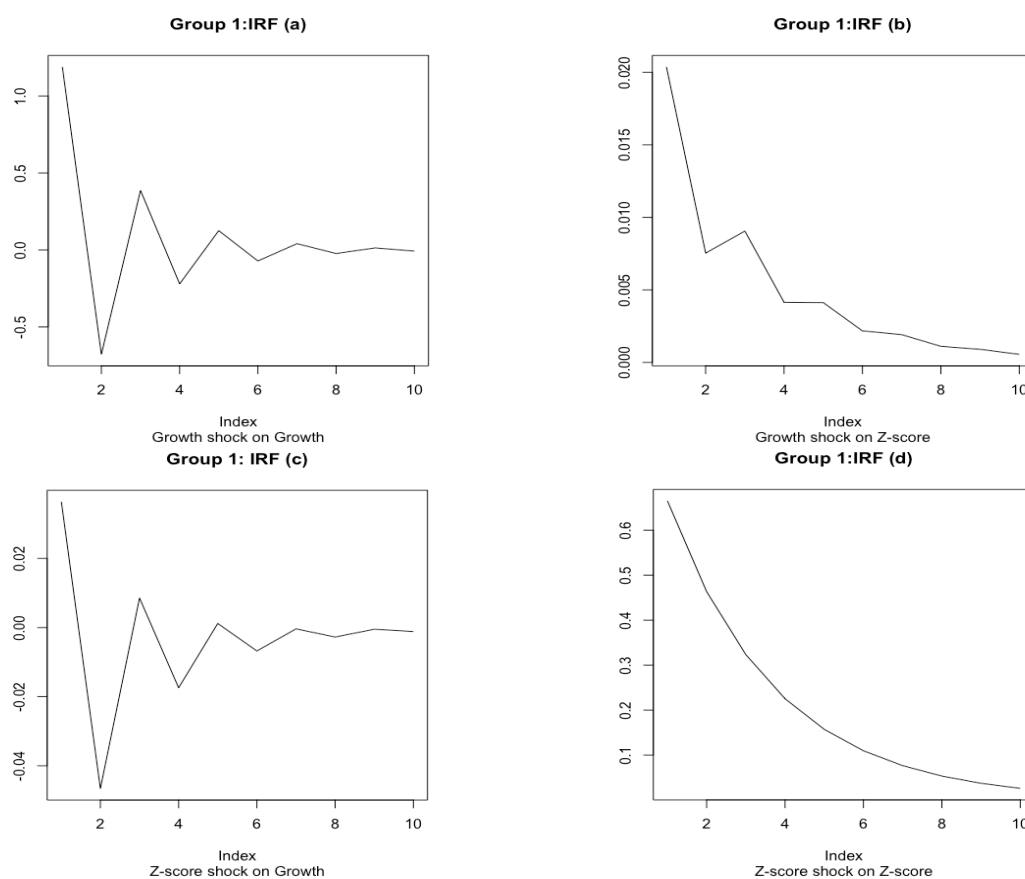 Group 1:IRF (a)
1.0
0.5
0.0
-0.5
2 4 6 8 10
Index
Growth shock on Growth
Group 1:IRF (b)
0.020
0.015
0.010
0.005
0.000
2 4 6 8 10
Index
Growth shock on Z-score
Group 1: IRF (c)
0.02
0.00
-0.02
-0.04
2 4 6 8 10
Index
Z-score shock on Growth
Group 1:IRF (d)
0.6
0.5
0.4
0.3
0.2
0.1
2 4 6 8 10
Index
Z-score shock on Z-score